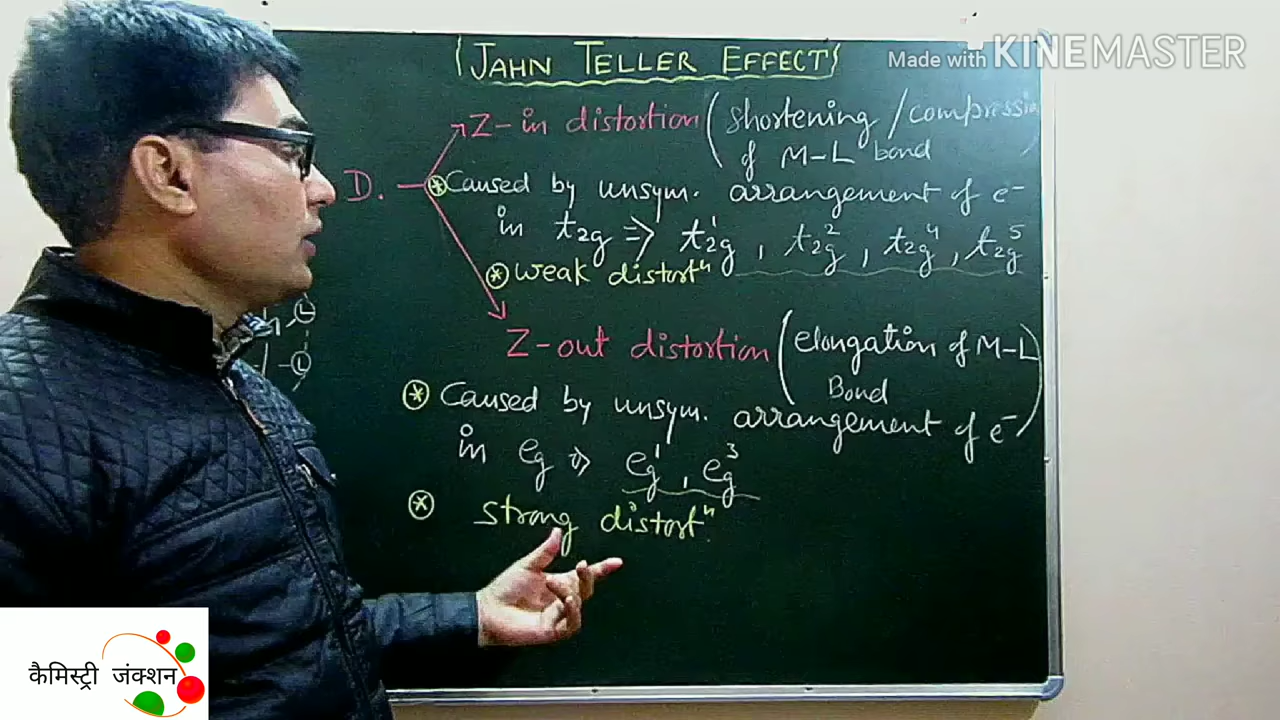 JAHN TELLER EFFECT
Made with KINEMASTER
Z-in distortion (shortening/compressi
of M-L bond
D.
* Caused by unsym. arrangement of e⁻
in t₂g ⇒ t₂g¹, t₂g², t₂g⁴, t₂g⁵
* weak distortⁿ
Z-out distortion (elongation of M-L
Bond)
* Caused by unsym. arrangement of e⁻
in eg ⇒ eg¹, eg³
* strong distortⁿ.
L
L
कैमिस्ट्री जंक्शन